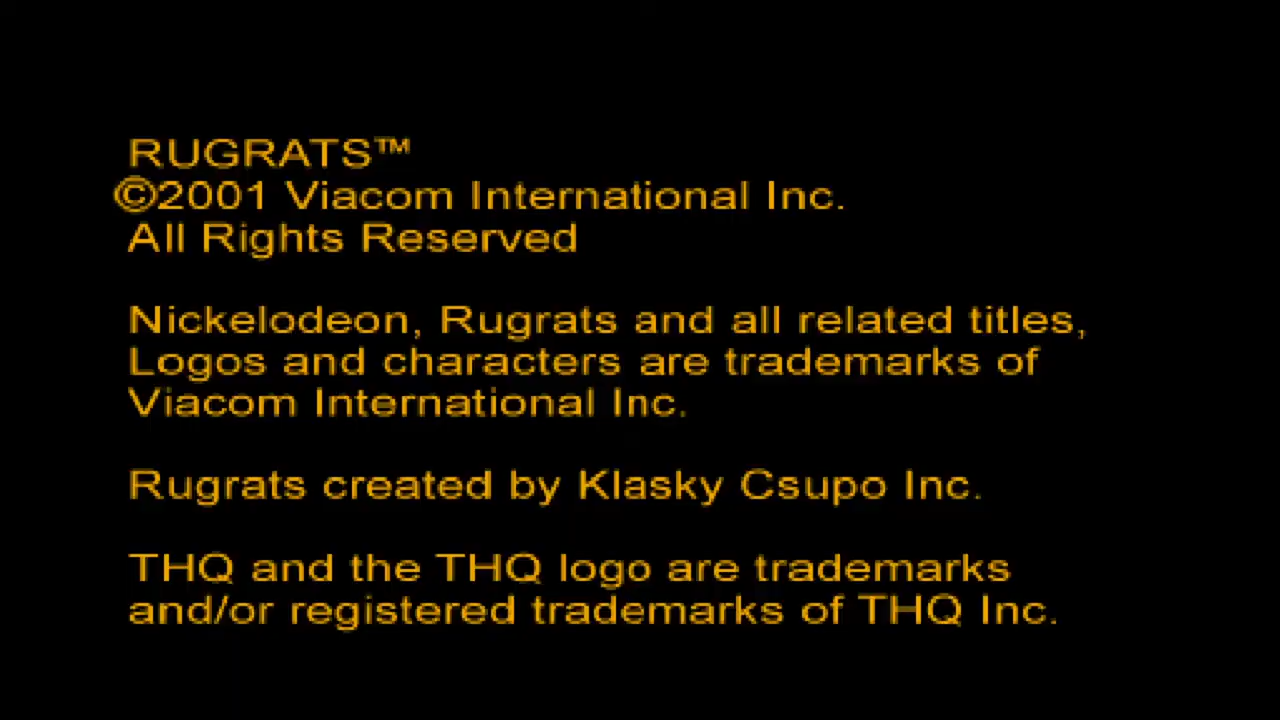 RUGRATS™
©2001 Viacom International Inc.
All Rights Reserved
Nickelodeon, Rugrats and all related titles,
Logos and characters are trademarks of
Viacom International Inc.
Rugrats created by Klasky Csupo Inc.
THQ and the THQ logo are trademarks
and/or registered trademarks of THQ Inc.